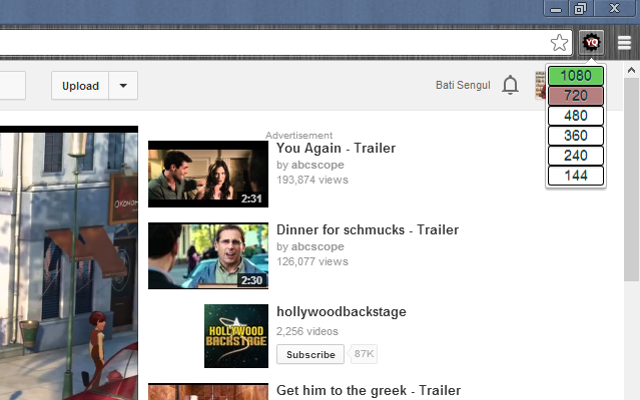 YQ
Upload
Bati Sengul
1080
720
480
360
240
144
OKONOM
Advertisement
You Again - Trailer
by abcscope
193,874 views
2:31
Dinner for schmucks - Trailer
by abcscope
126,077 views
2:30
HOLLYWOOD
BACKSTAGE
hollywoodbackstage
2,256 videos
Subscribe
87K
Get him to the greek - Trailer